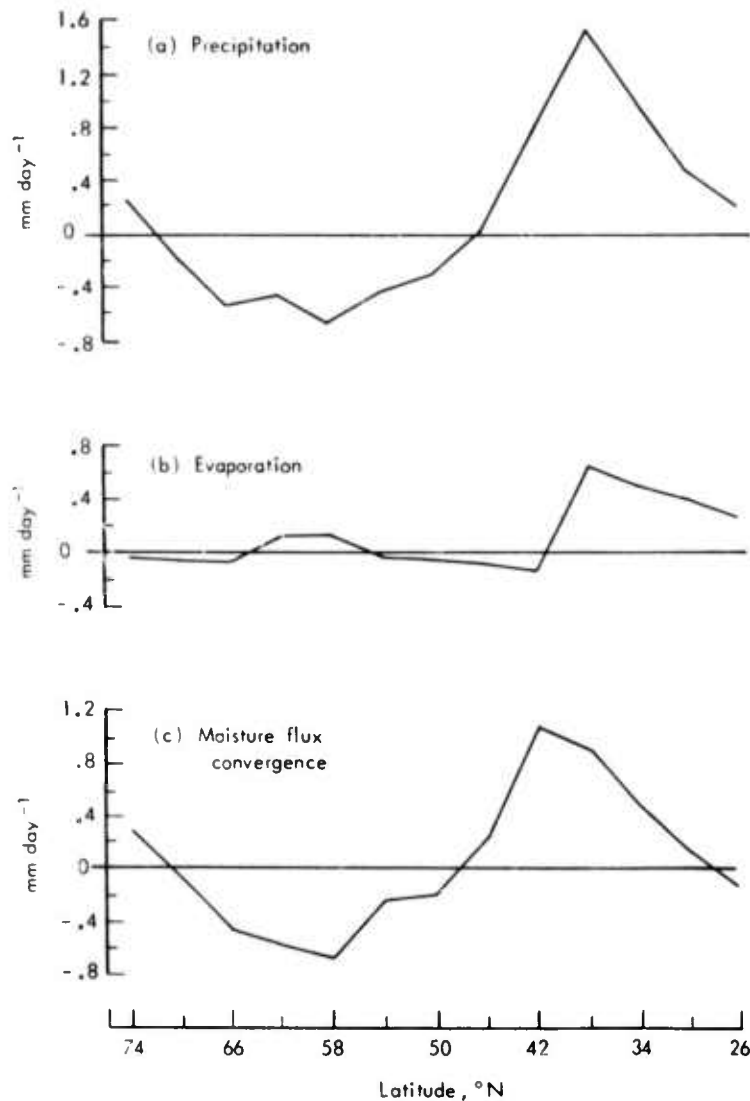 (a) Precipitation
1.6
1.2
.8
.4
0
-.4
-.8
mm day⁻¹
(b) Evaporation
.8
.4
0
-.4
mm day⁻¹
(c) Moisture flux
convergence
1.2
.8
.4
0
-.4
-.8
mm day⁻¹
74 66 58 50 42 34 26
Latitude, °N